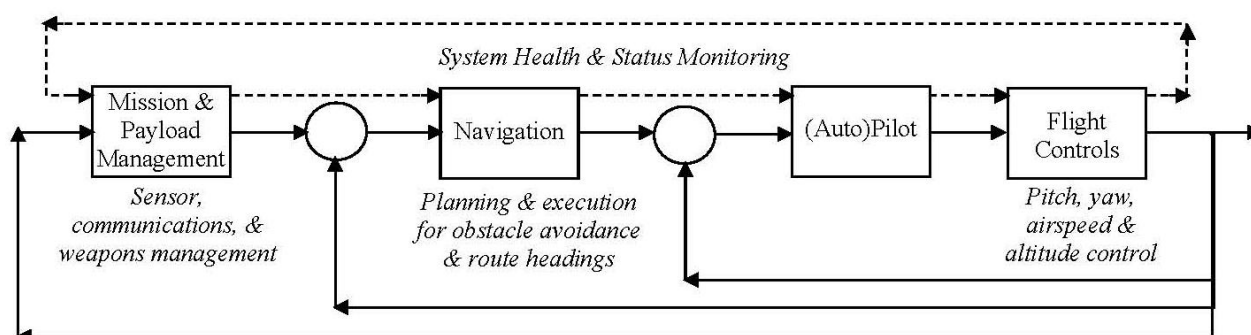 System Health & Status Monitoring
Mission &
Payload
Management
Navigation
(Auto)Pilot
Flight
Controls
Sensor,
communications, &
weapons management
Planning & execution
for obstacle avoidance
& route headings
Pitch, yaw,
airspeed &
altitude control